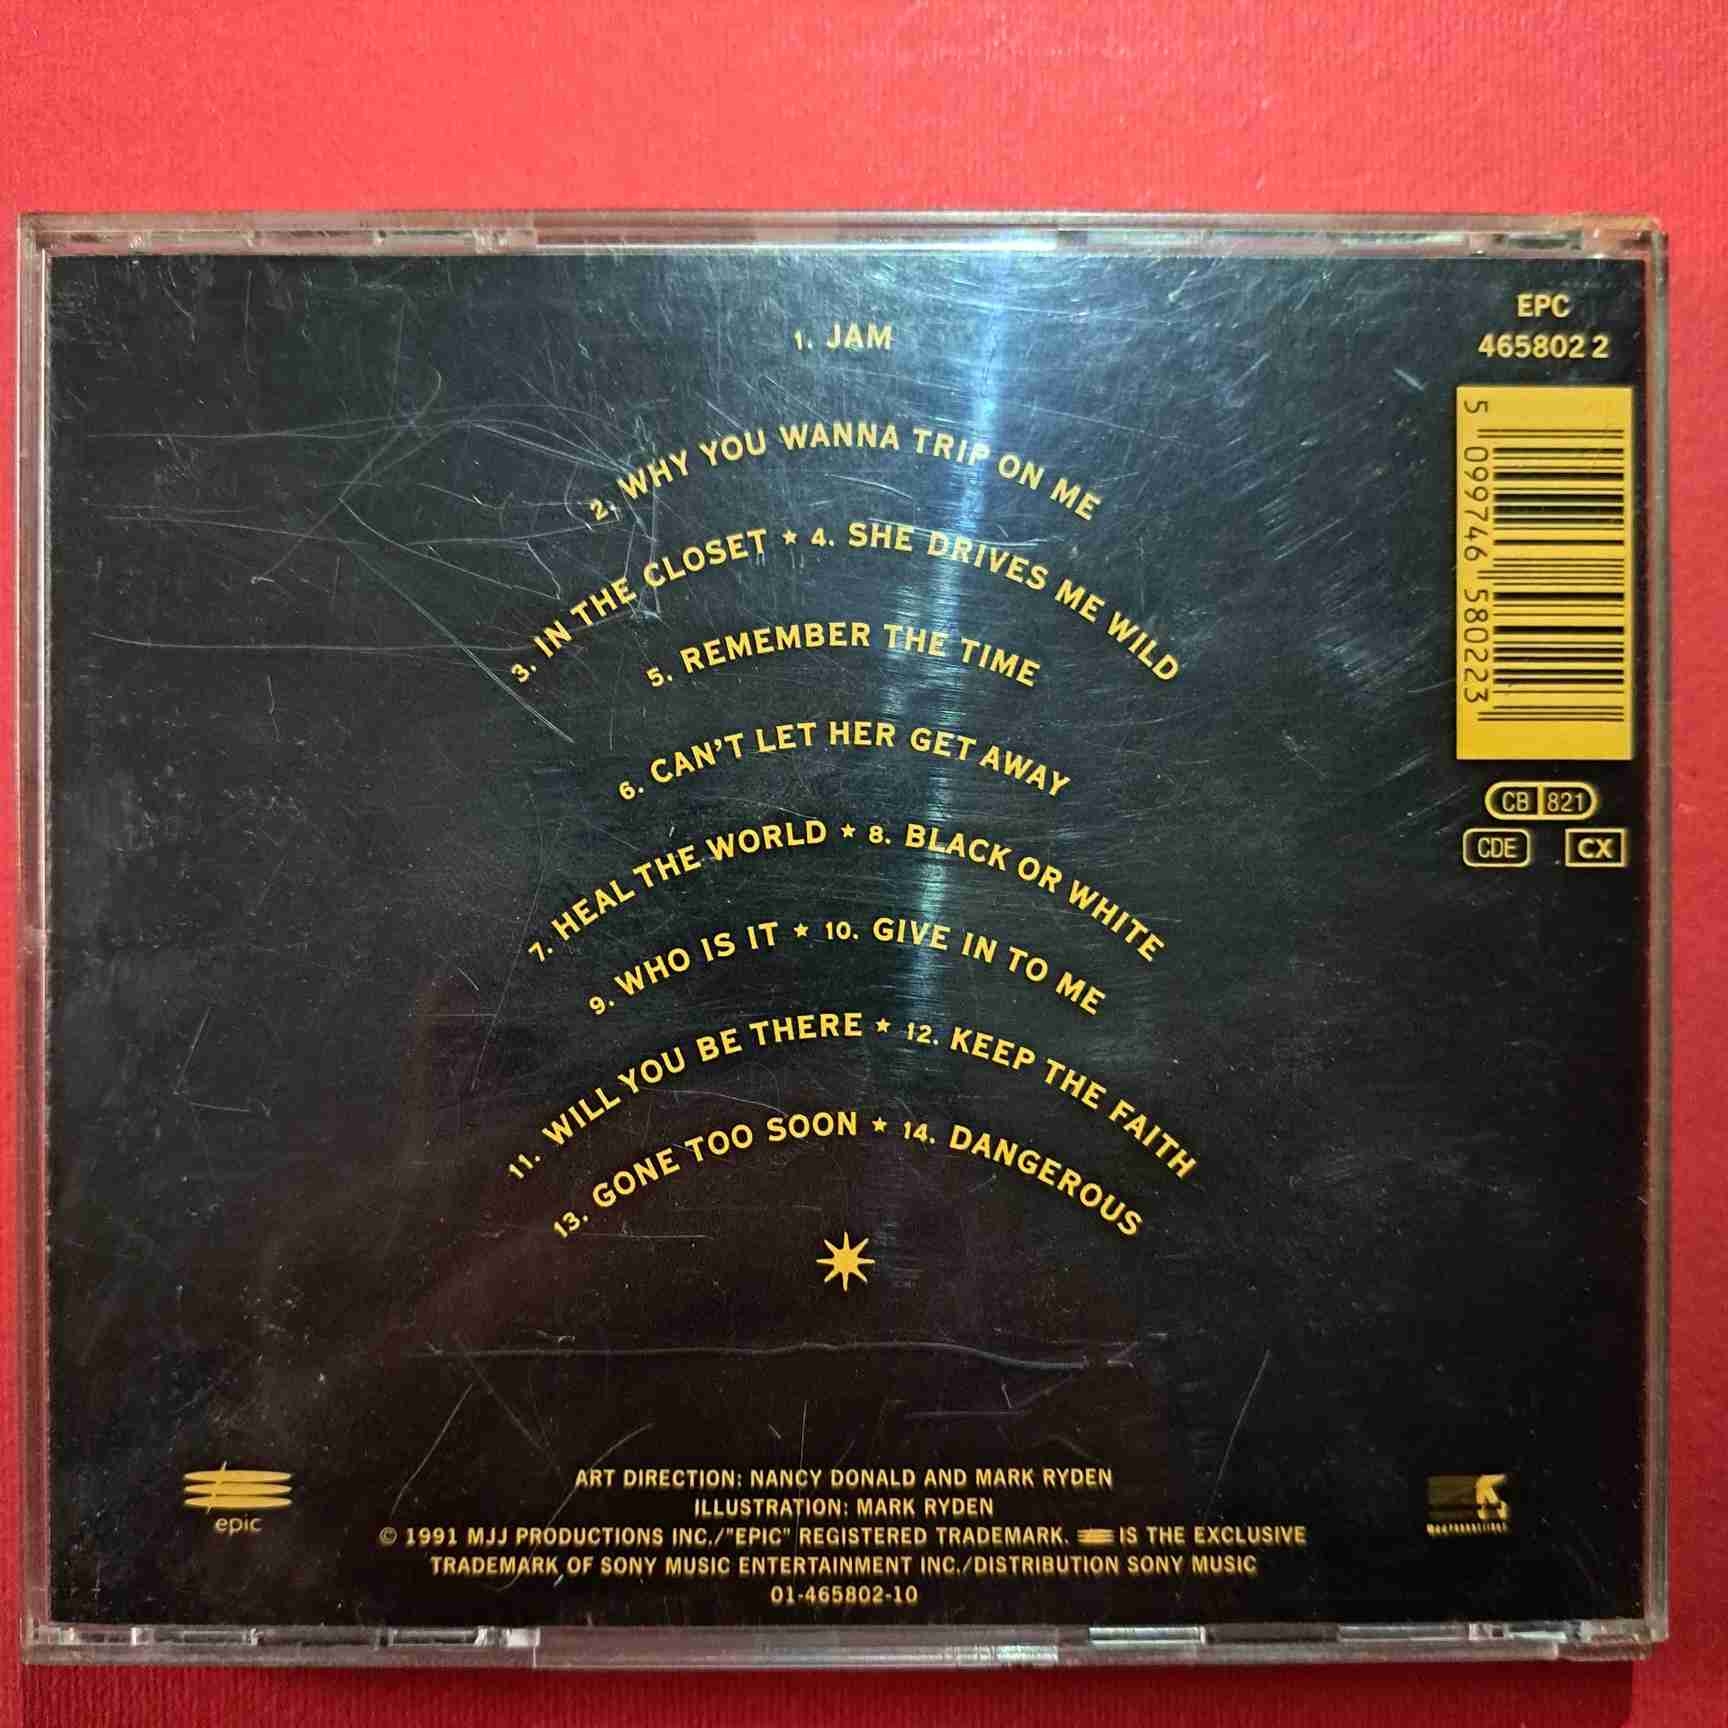 1. JAM
2. WHY YOU WANNA TRIP ON ME
3. IN THE CLOSET ★ 4. SHE DRIVES ME WILD
5. REMEMBER THE TIME
6. CAN'T LET HER GET AWAY
7. HEAL THE WORLD ★ 8. BLACK OR WHITE
9. WHO IS IT ★ 10. GIVE IN TO ME
11. WILL YOU BE THERE ★ 12. KEEP THE FAITH
13. GONE TOO SOON ★ 14. DANGEROUS
EPC
465802 2
5 099746 580223
CB 821
CDE CX
epic
ART DIRECTION: NANCY DONALD AND MARK RYDEN
ILLUSTRATION: MARK RYDEN
© 1991 MJJ PRODUCTIONS INC./"EPIC" REGISTERED TRADEMARK. IS THE EXCLUSIVE
TRADEMARK OF SONY MUSIC ENTERTAINMENT INC./DISTRIBUTION SONY MUSIC
01-465802-10